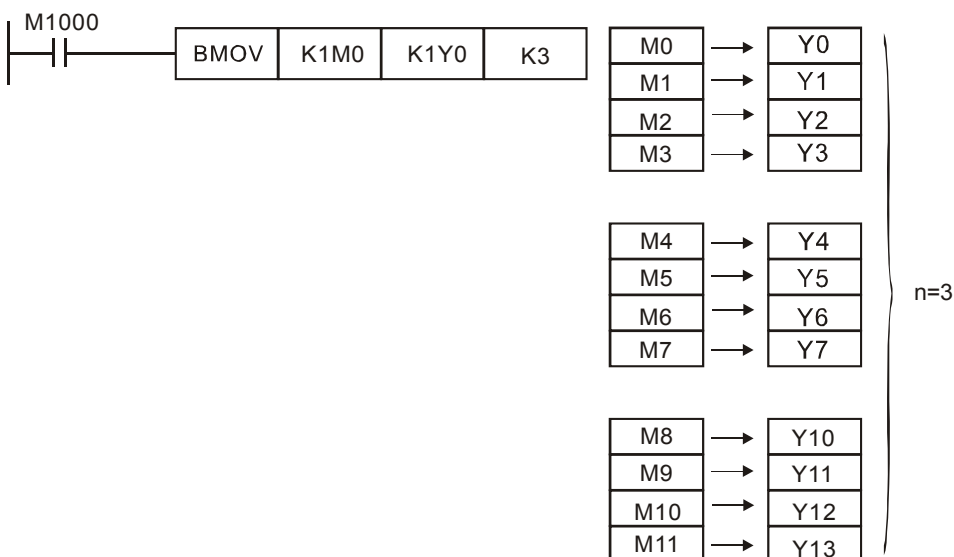 M1000
BMOV K1M0 K1Y0 K3
M0 Y0
M1 Y1
M2 Y2
M3 Y3
M4 Y4
M5 Y5
M6 Y6
M7 Y7
n=3
M8 Y10
M9 Y11
M10 Y12
M11 Y13